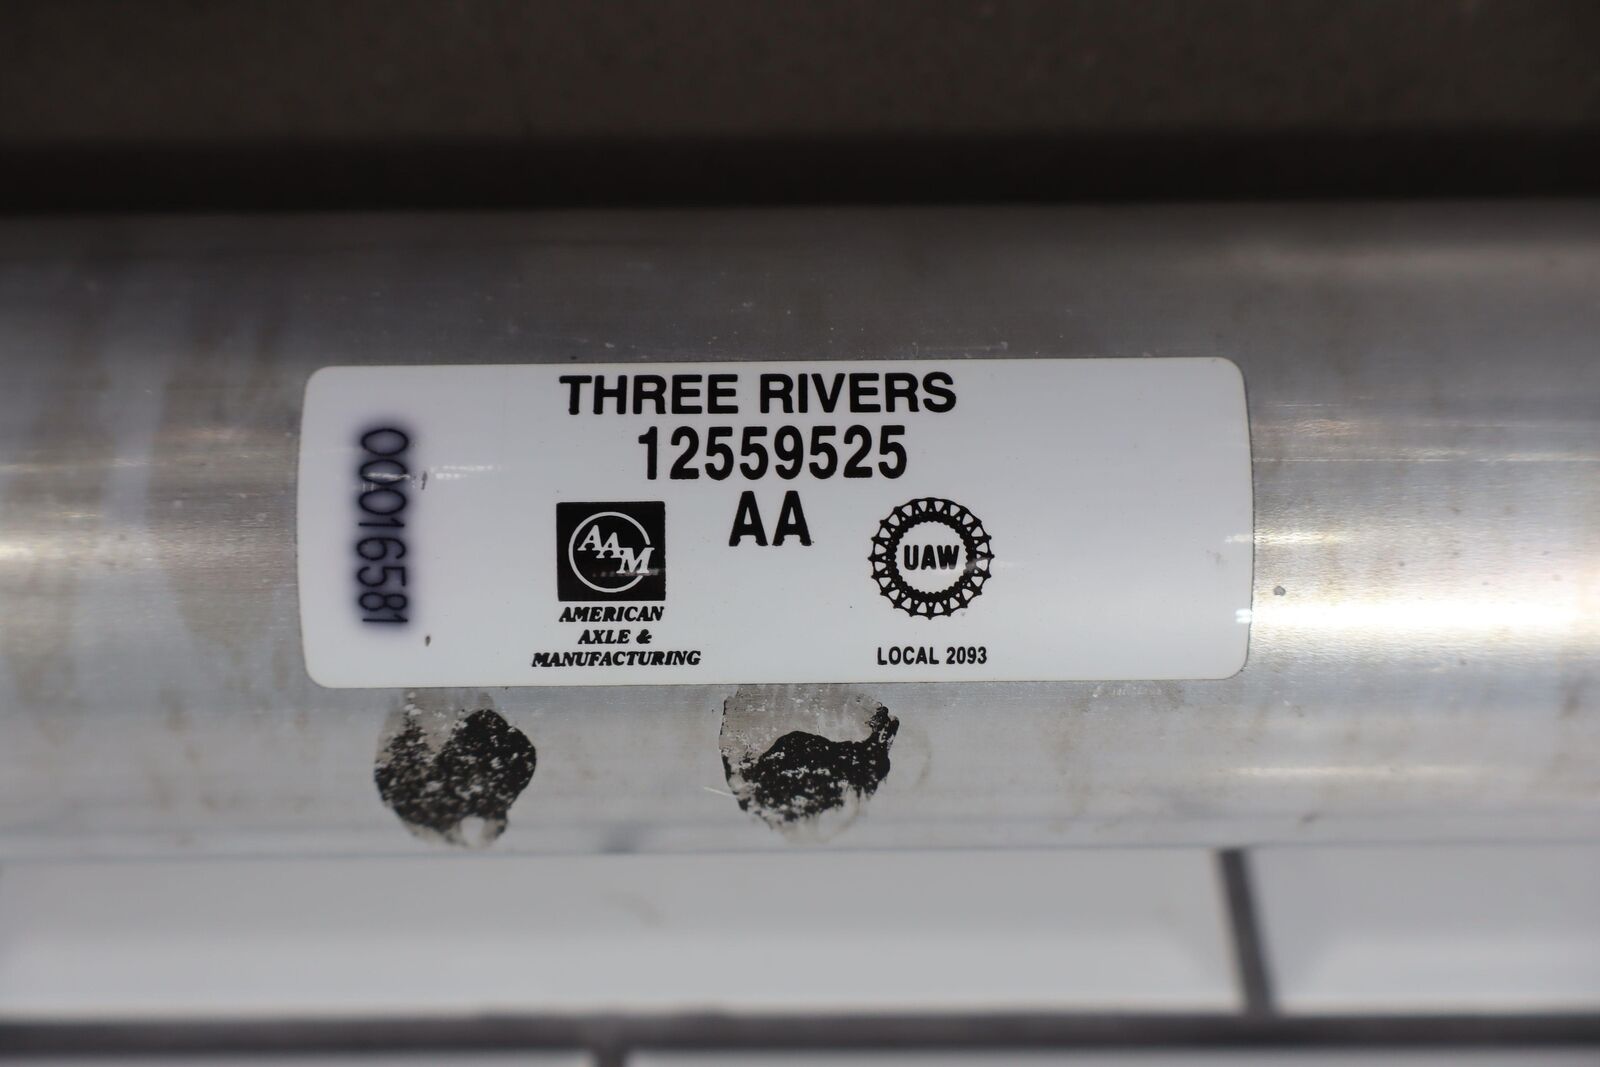 THREE RIVERS
12559525
AA
00016581
AAM
AMERICAN
AXLE &
MANUFACTURING
UAW
LOCAL 2093